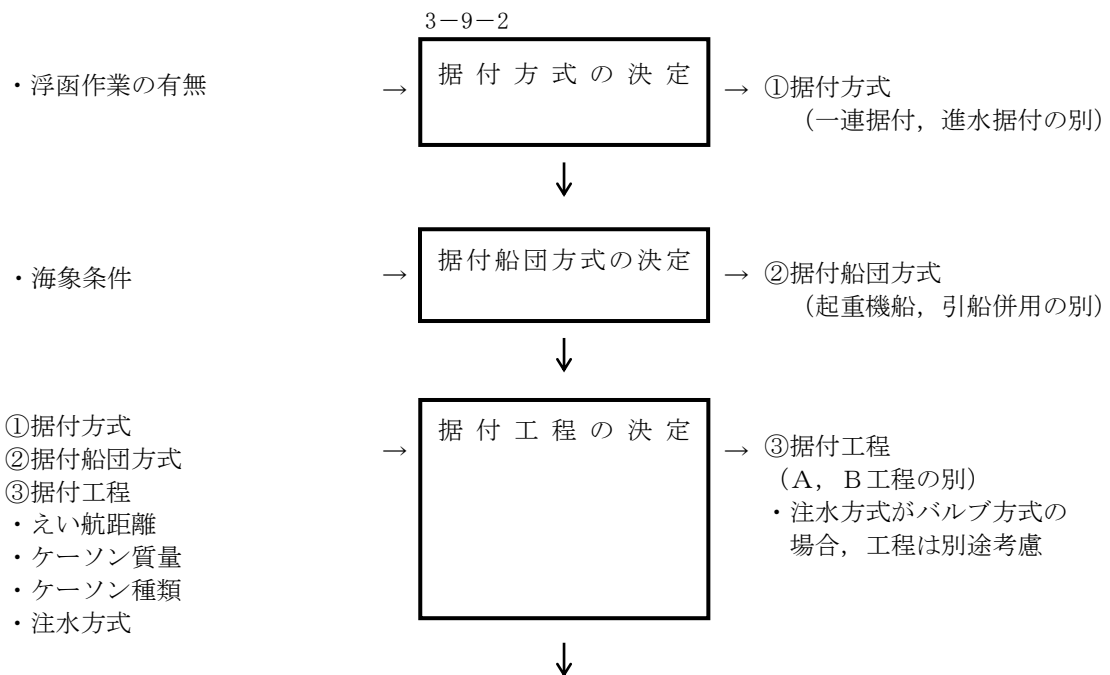 3-9-2
・浮函作業の有無 → 据付方式の決定 → ①据付方式
(一連据付，進水据付の別)
↓
・海象条件 → 据付船団方式の決定 → ②据付船団方式
(起重機船，引船併用の別)
↓
①据付方式
②据付船団方式
③据付工程
・えい航距離
・ケーソン質量
・ケーソン種類
・注水方式
→ 据付工程の決定 → ③据付工程
(Ａ，Ｂ工程の別)
・注水方式がバルブ方式の
場合，工程は別途考慮
↓